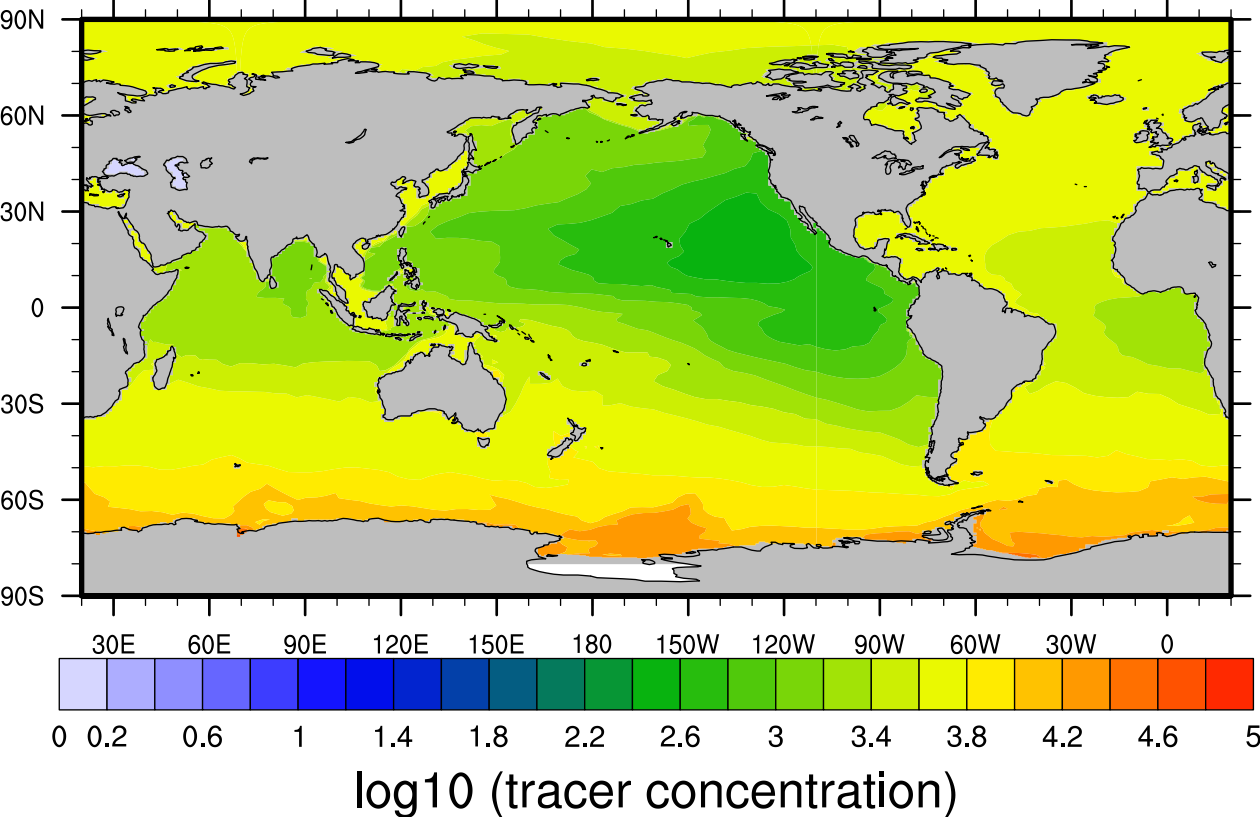 90N
60N
30N
0
30S
60S
90S
30E 60E 90E 120E 150E 180 150W 120W 90W 60W 30W 0
0 0.2 0.6 1 1.4 1.8 2.2 2.6 3 3.4 3.8 4.2 4.6 5
log10 (tracer concentration)